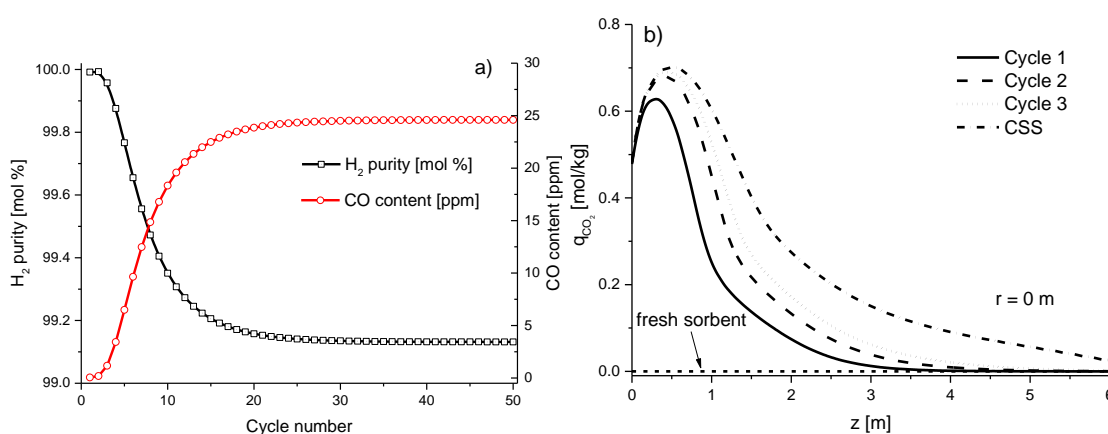 a)
H₂ purity [mol %]
100.0
99.8
99.6
99.4
99.2
99.0
0
10
20
30
40
50
Cycle number
30
25
20
15
10
5
0
CO content [ppm]
H₂ purity [mol %]
CO content [ppm]
b)
q_CO₂ [mol/kg]
0.8
0.6
0.4
0.2
0.0
0
1
2
3
4
5
6
z [m]
Cycle 1
Cycle 2
Cycle 3
CSS
r = 0 m
fresh sorbent